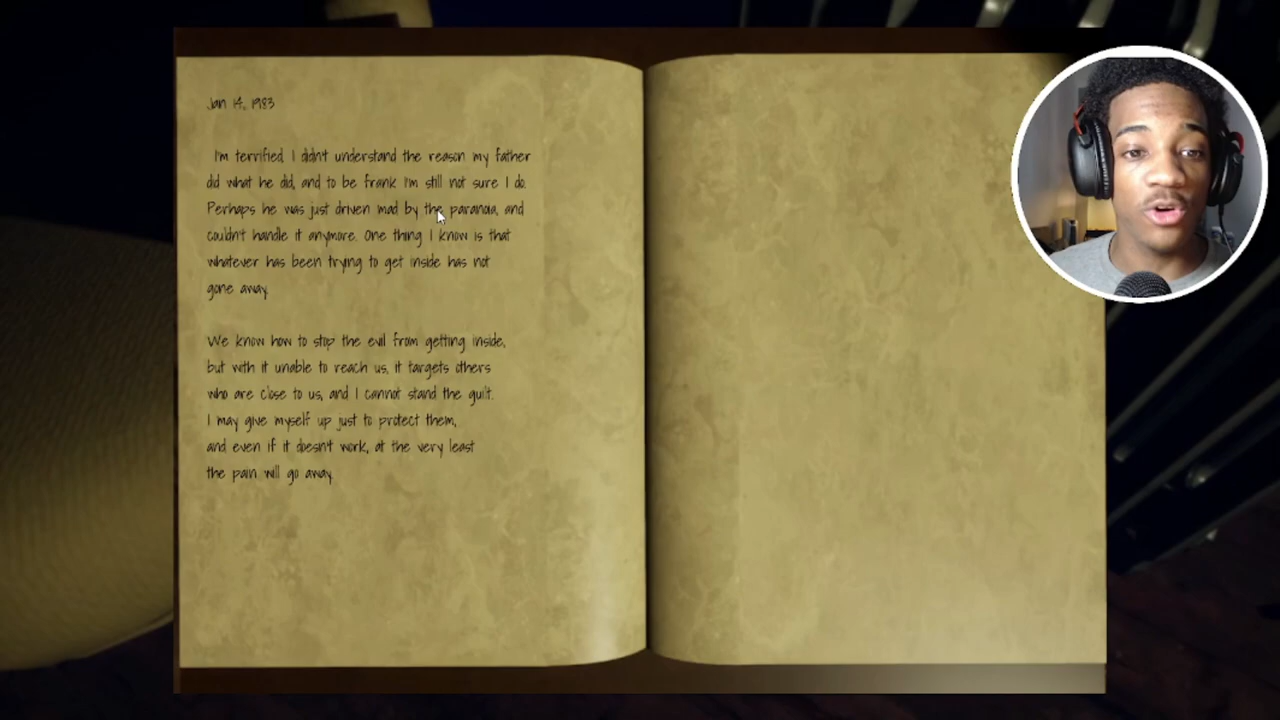 Jan 14, 1983
I'm terrified. I didn't understand the reason my father
did what he did, and to be frank I'm still not sure I do.
Perhaps he was just driven mad by the paranoia, and
couldn't handle it anymore. One thing I know is that
whatever has been trying to get inside has not
gone away.
We know how to stop the evil from getting inside,
but with it unable to reach us, it targets others
who are close to us, and I cannot stand the guilt.
I may give myself up just to protect them,
and even if it doesn't work, at the very least
the pain will go away.